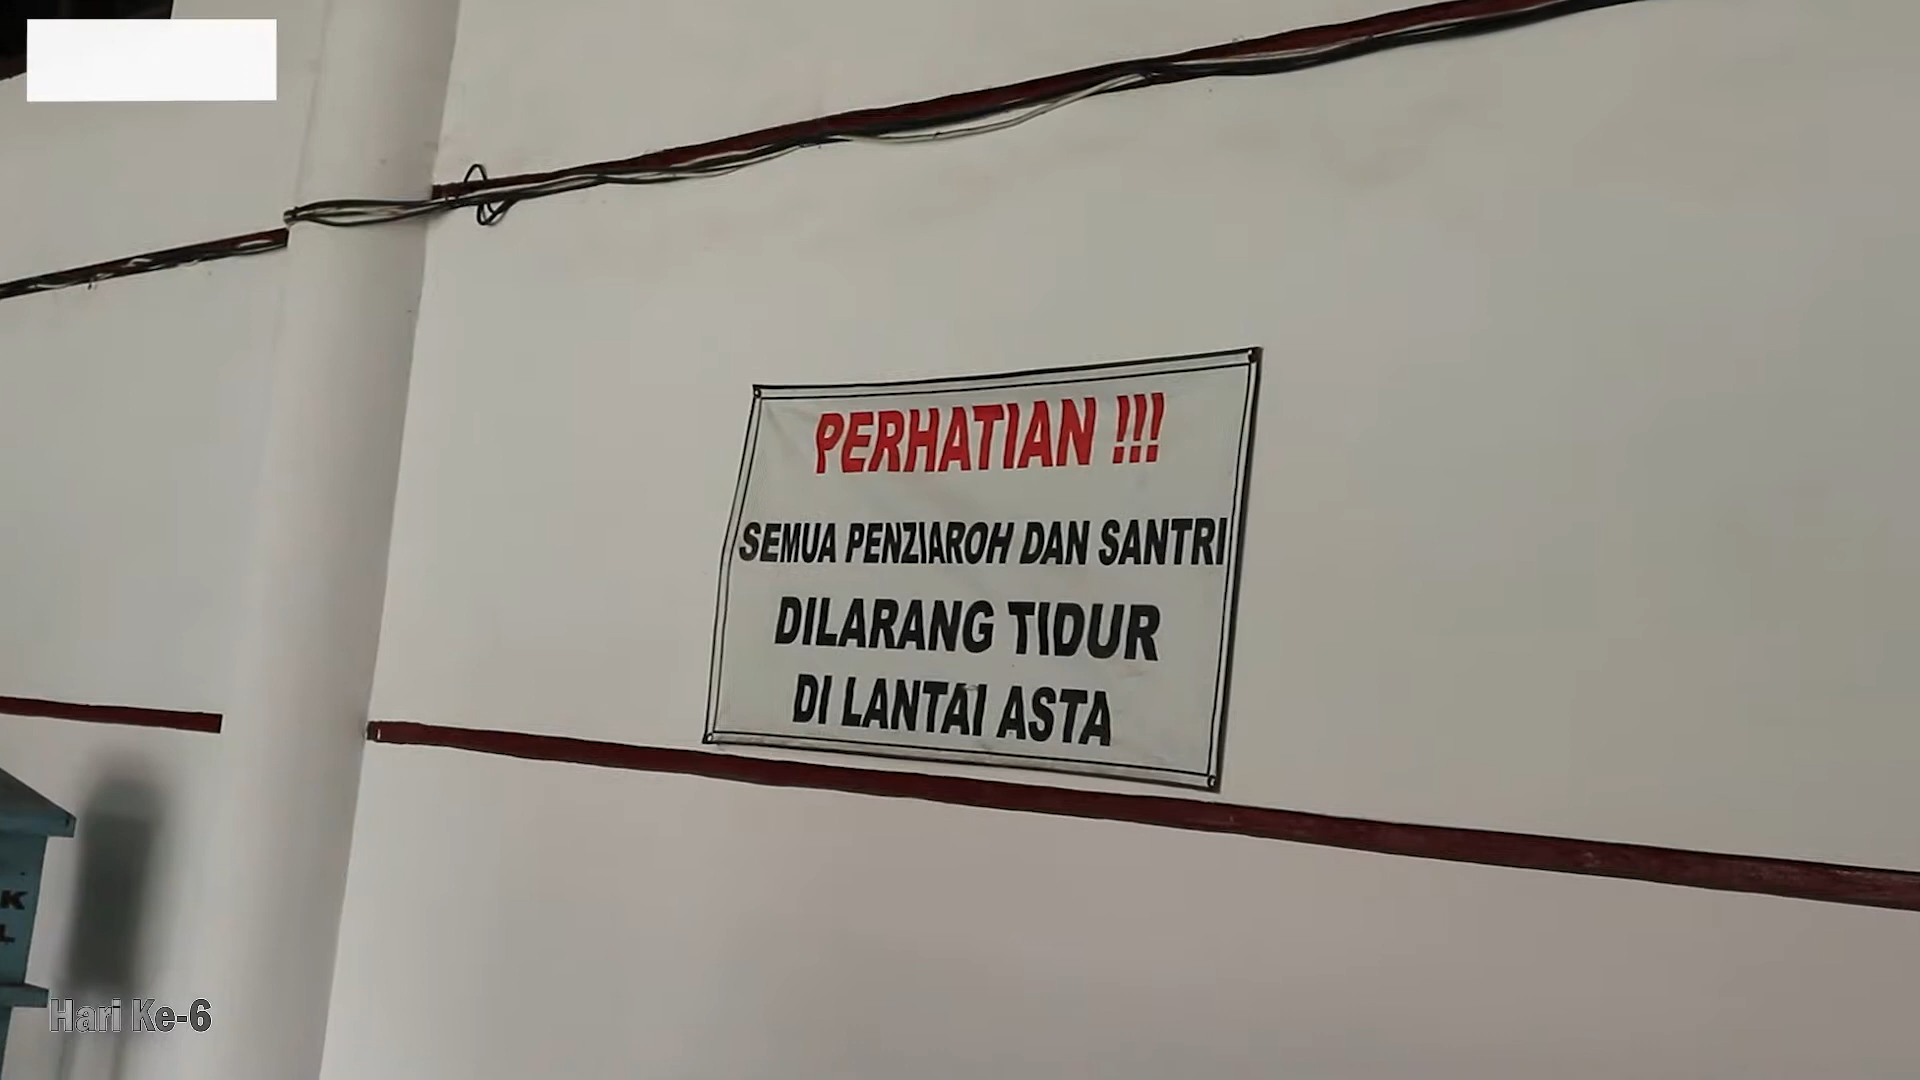 PERHATIAN !!!
SEMUA PENZIAROH DAN SANTRI
DILARANG TIDUR
DI LANTAI ASTA
K
L
Hari Ke-6